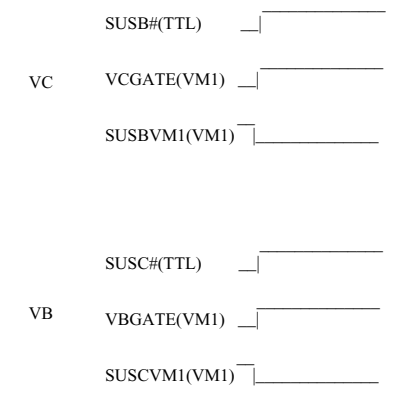 SUSB#(TTL)
VC VCGATE(VM1)
SUSBVM1(VM1)
SUSC#(TTL)
VB VBGATE(VM1)
SUSCVM1(VM1)